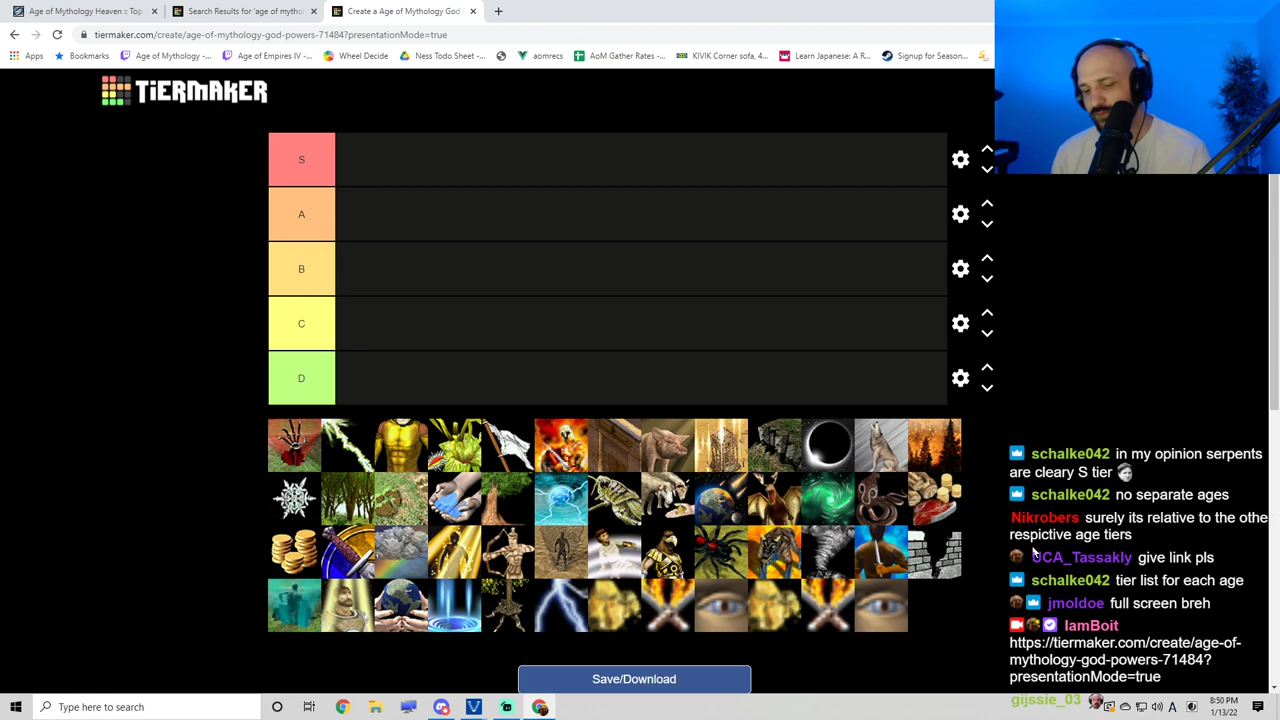 Age of Mythology Heaven :: Top
Search Results for 'age of mytho
Create a Age of Mythology God
tiermaker.com/create/age-of-mythology-god-powers-71484?presentationMode=true
Apps Bookmarks Age of Mythology -... Age of Empires IV -... Wheel Decide Ness Todo Sheet -... aomrecs AoM Gather Rates -... KIVIK Corner sofa, 4... Learn Japanese: A R... Signup for Season...
TIERMAKER
S
A
B
C
D
Save/Download
schalke042 in my opinion serpents
are cleary S tier
schalke042 no separate ages
Nikrobers surely its relative to the othe
respictive age tiers
UCA_Tassakly give link pls
schalke042 tier list for each age
jmoldoe full screen breh
IamBoit
https://tiermaker.com/create/age-of-
mythology-god-powers-71484?
presentationMode=true
gijssie_03
Type here to search
8:50 PM
1/13/22